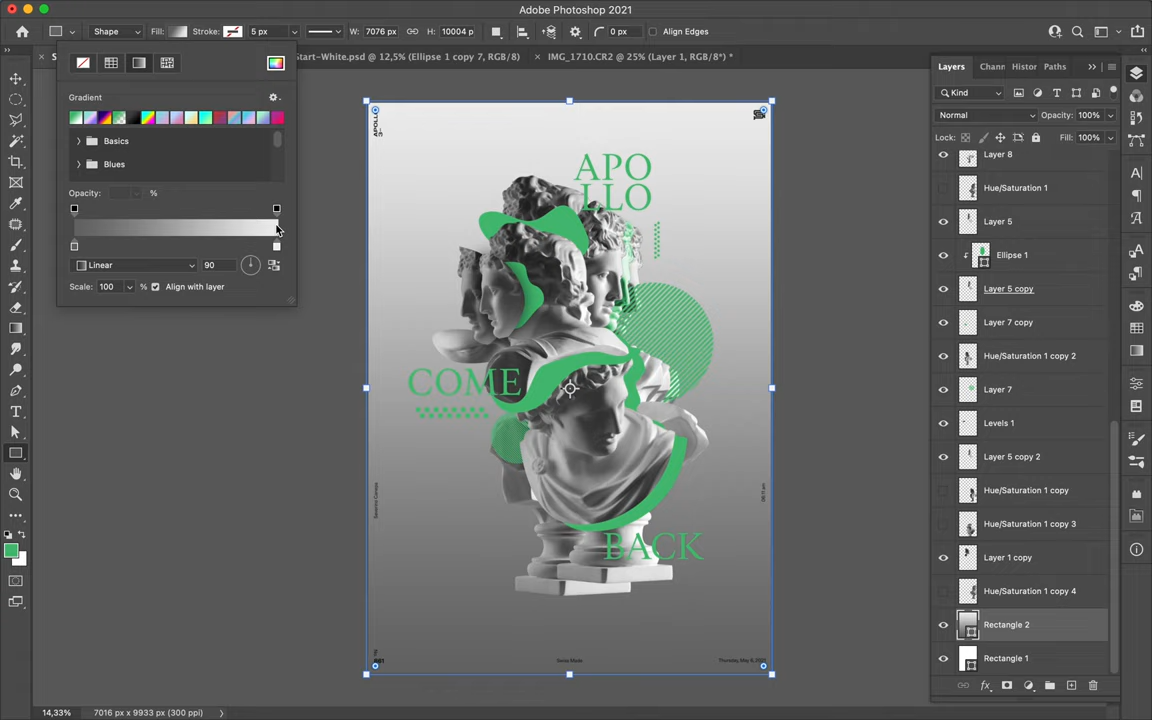 Adobe Photoshop 2021
Shape
Fill:
Stroke:
5 px
W: 7076 px
H: 10004 p
0 px
Align Edges
Start-White.psd @ 12,5% (Ellipse 1 copy 7, RGB/8)
IMG_1710.CR2 @ 25% (Layer 1, RGB/8*) *
Gradient
Basics
Blues
Opacity:
%
Linear
90
Scale: 100 % Align with layer
APO
LLO
COME
BACK
Swiss Made
Layers
Chann
Histor
Paths
Kind
Normal
Opacity: 100%
Lock:
Fill: 100%
Layer 8
Hue/Saturation 1
Layer 5
Ellipse 1
Layer 5 copy
Layer 7 copy
Hue/Saturation 1 copy 2
Layer 7
Levels 1
Layer 5 copy 2
Hue/Saturation 1 copy
Hue/Saturation 1 copy 3
Layer 1 copy
Hue/Saturation 1 copy 4
Rectangle 2
Rectangle 1
14,33%
7016 px x 9933 px (300 ppi)